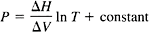 P = ΔH/ΔV ln T + constant